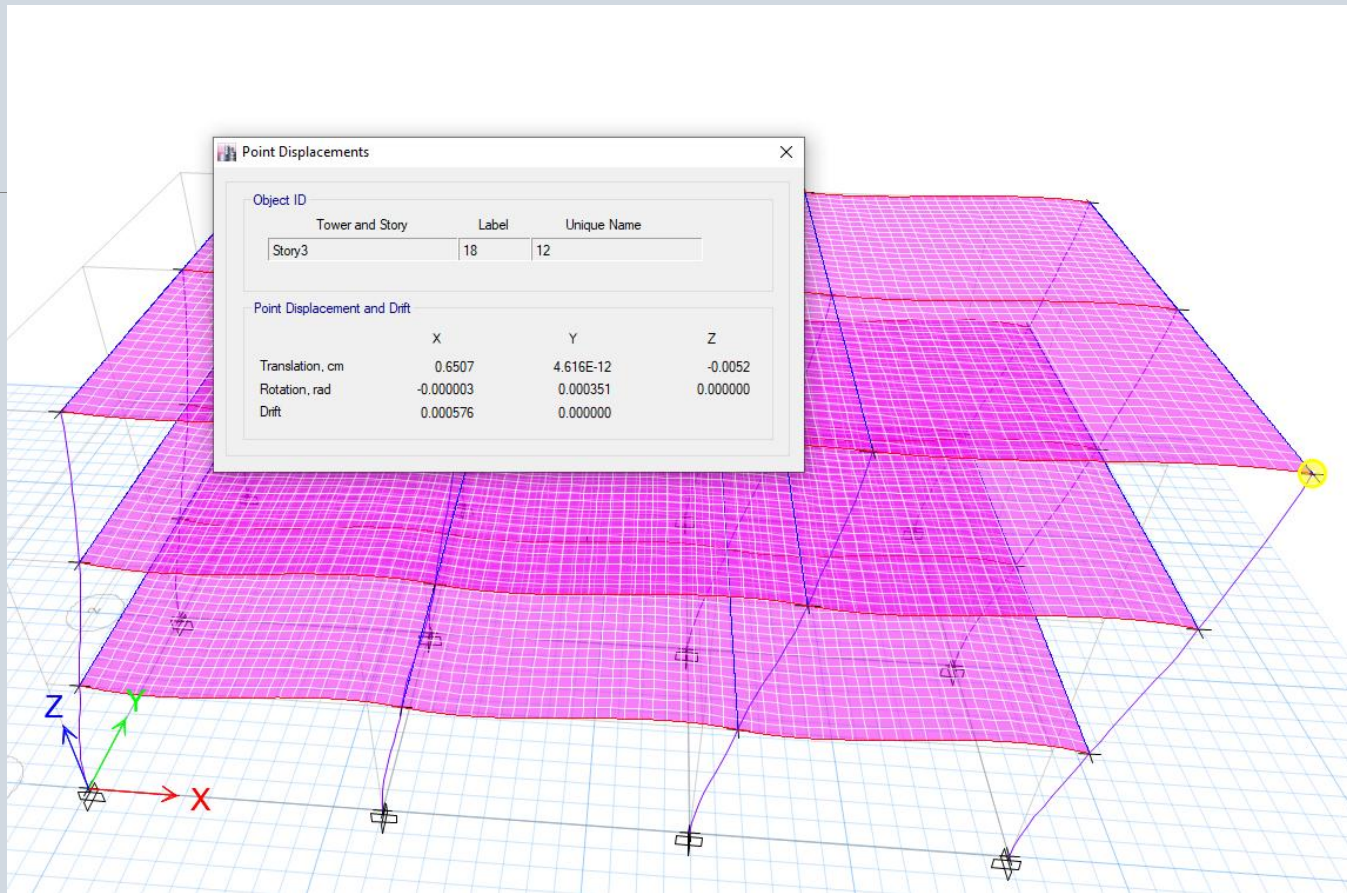 Point Displacements
Object ID
Tower and Story Label Unique Name
Story3 18 12
Point Displacement and Drift
X Y Z
Translation, cm 0.6507 4.616E-12 -0.0052
Rotation, rad -0.000003 0.000351 0.000000
Drift 0.000576 0.000000
Z
Y
X